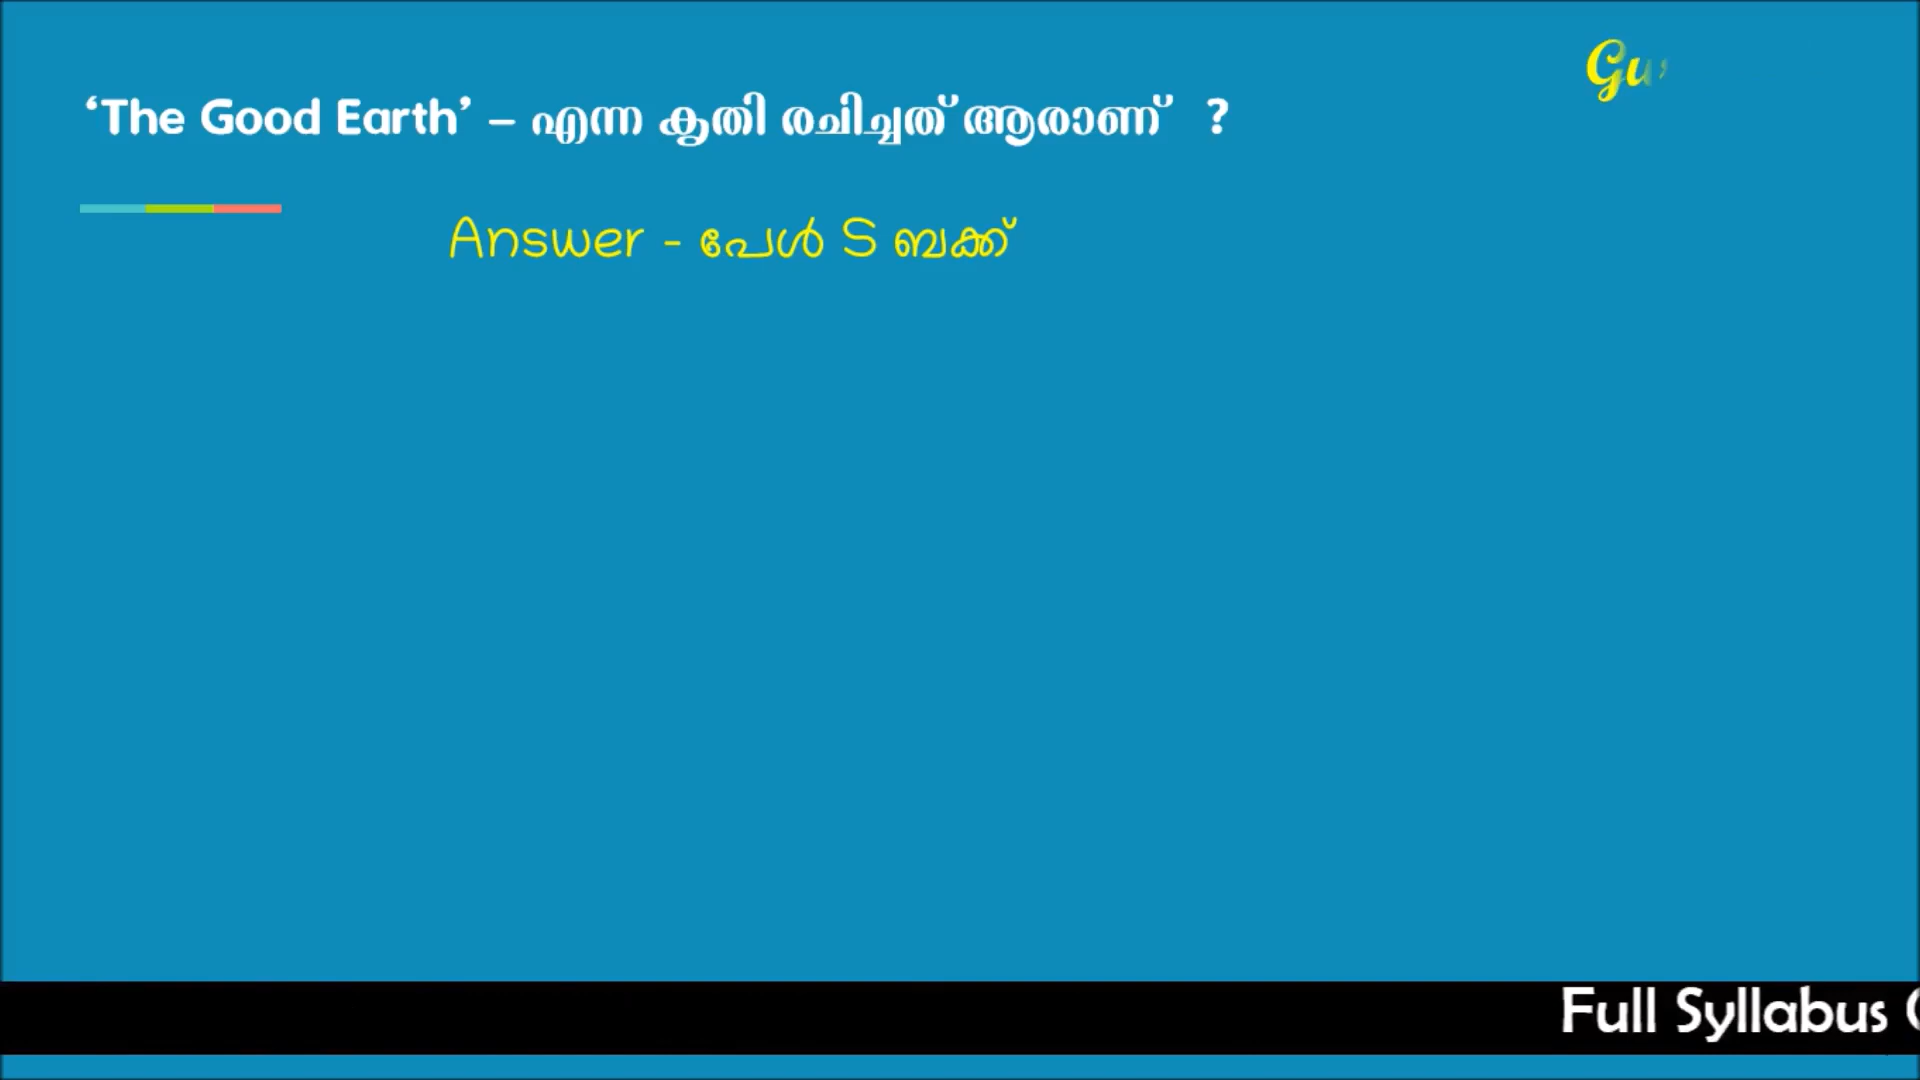 ‘The Good Earth’ – എന്ന കൃതി രചിച്ചത് ആരാണ് ?
Answer - പേൾ S ബക്ക്
Full Syllabus